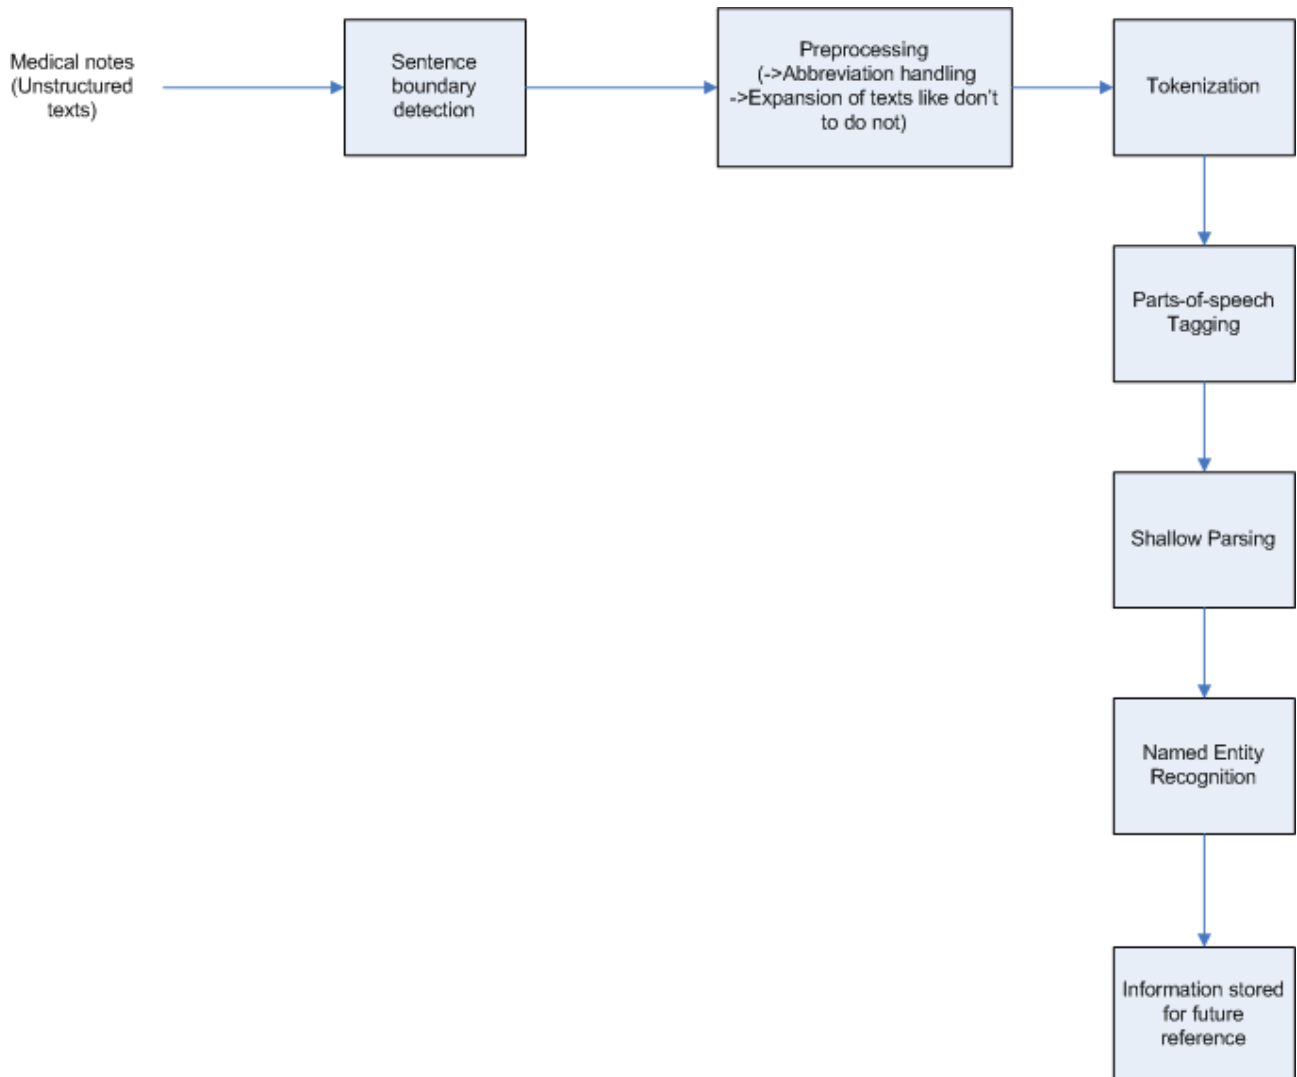 Medical notes
(Unstructured
texts)
Sentence
boundary
detection
Preprocessing
(->Abbreviation handling
->Expansion of texts like don't
to do not)
Tokenization
Parts-of-speech
Tagging
Shallow Parsing
Named Entity
Recognition
Information stored
for future
reference